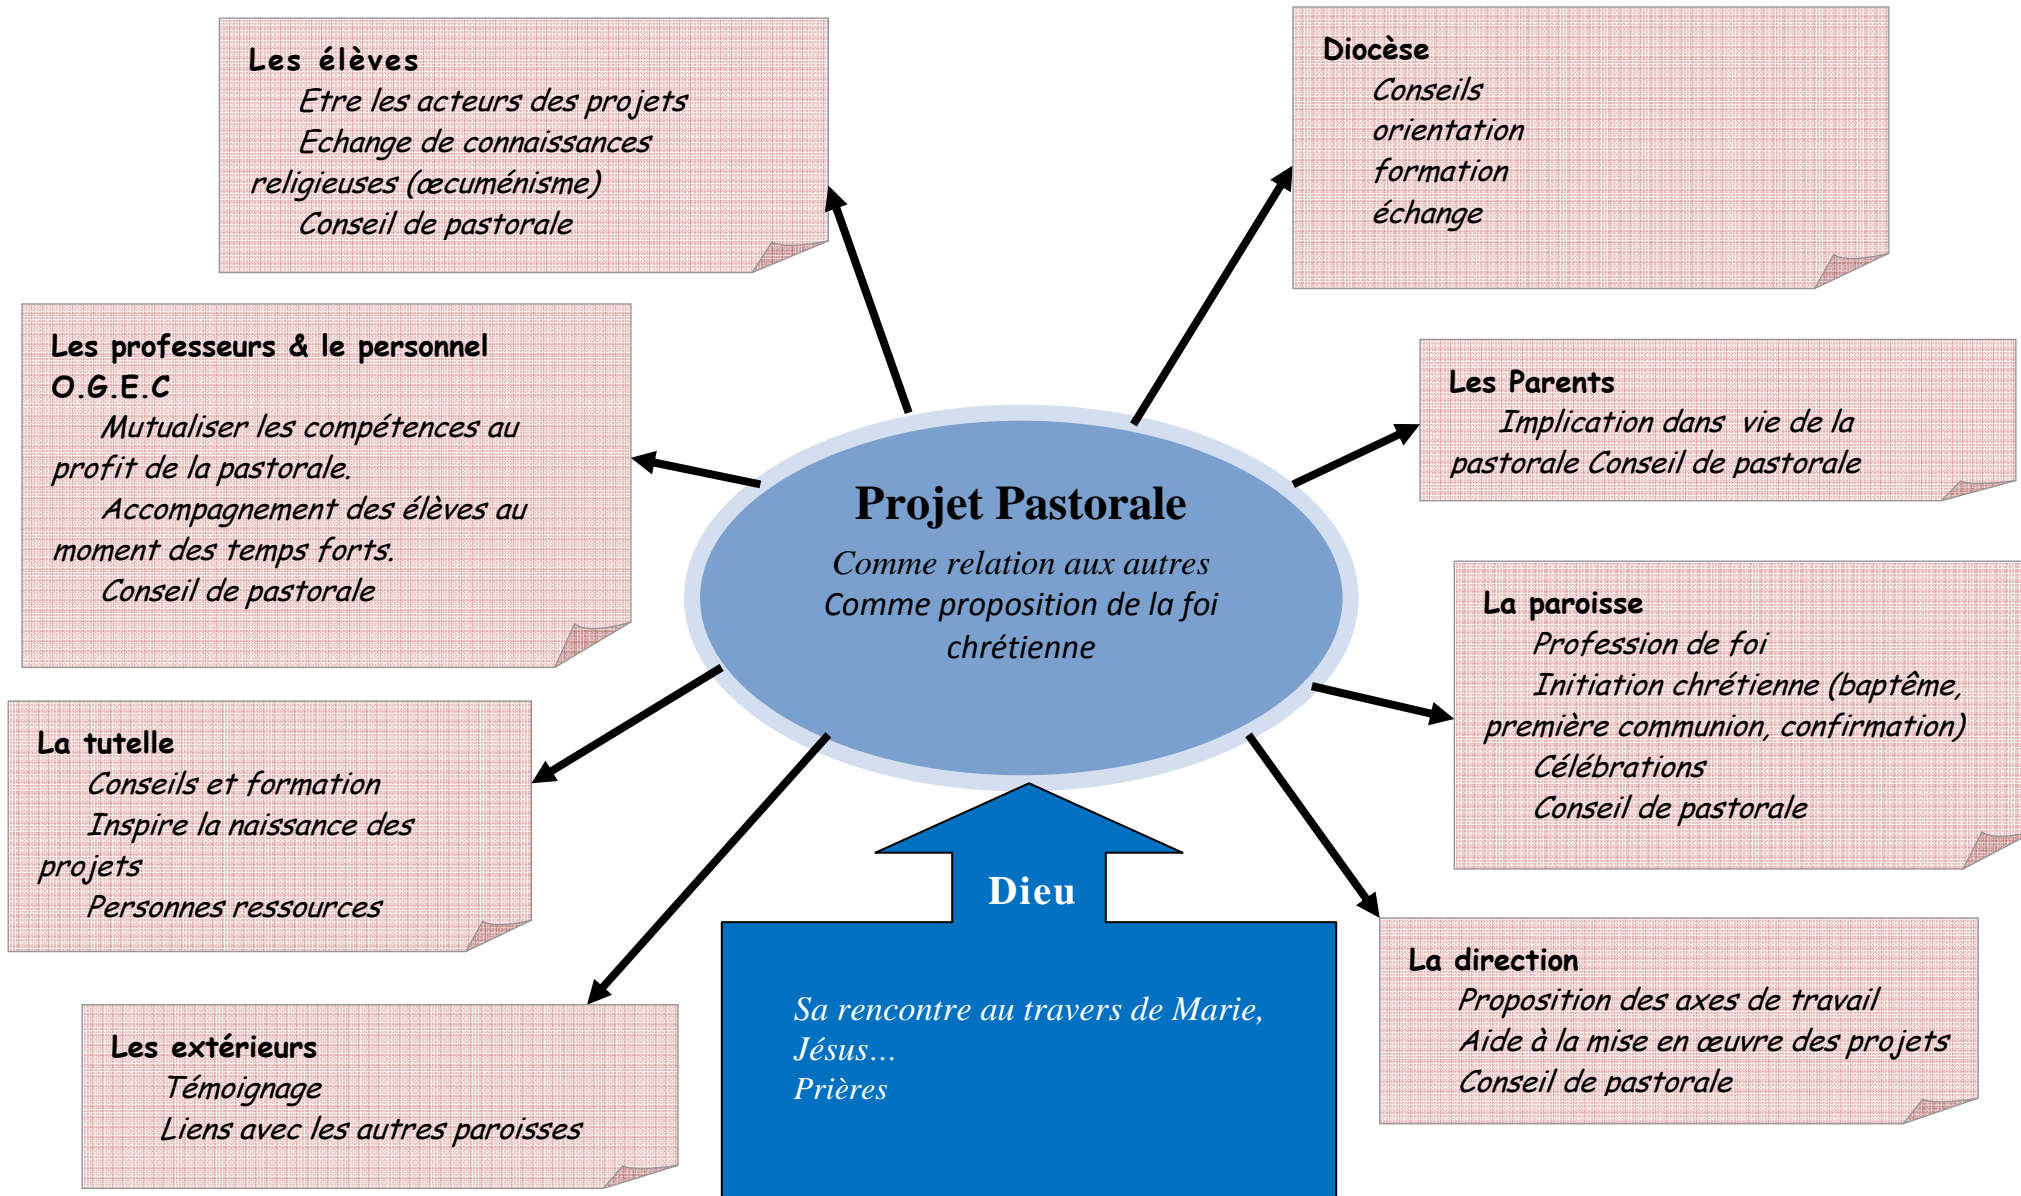 Les élèves
Etre les acteurs des projets
Echange de connaissances
religieuses (œcuménisme)
Conseil de pastorale
Diocèse
Conseils
orientation
formation
échange
Les professeurs & le personnel
O.G.E.C
Mutualiser les compétences au
profit de la pastorale.
Accompagnement des élèves au
moment des temps forts.
Conseil de pastorale
Les Parents
Implication dans vie de la
pastorale Conseil de pastorale
Projet Pastorale
Comme relation aux autres
Comme proposition de la foi
chrétienne
La paroisse
Profession de foi
Initiation chrétienne (baptême,
première communion, confirmation)
Célébrations
Conseil de pastorale
La tutelle
Conseils et formation
Inspire la naissance des
projets
Personnes ressources
Dieu
Sa rencontre au travers de Marie,
Jésus…
Prières
La direction
Proposition des axes de travail
Aide à la mise en œuvre des projets
Conseil de pastorale
Les extérieurs
Témoignage
Liens avec les autres paroisses